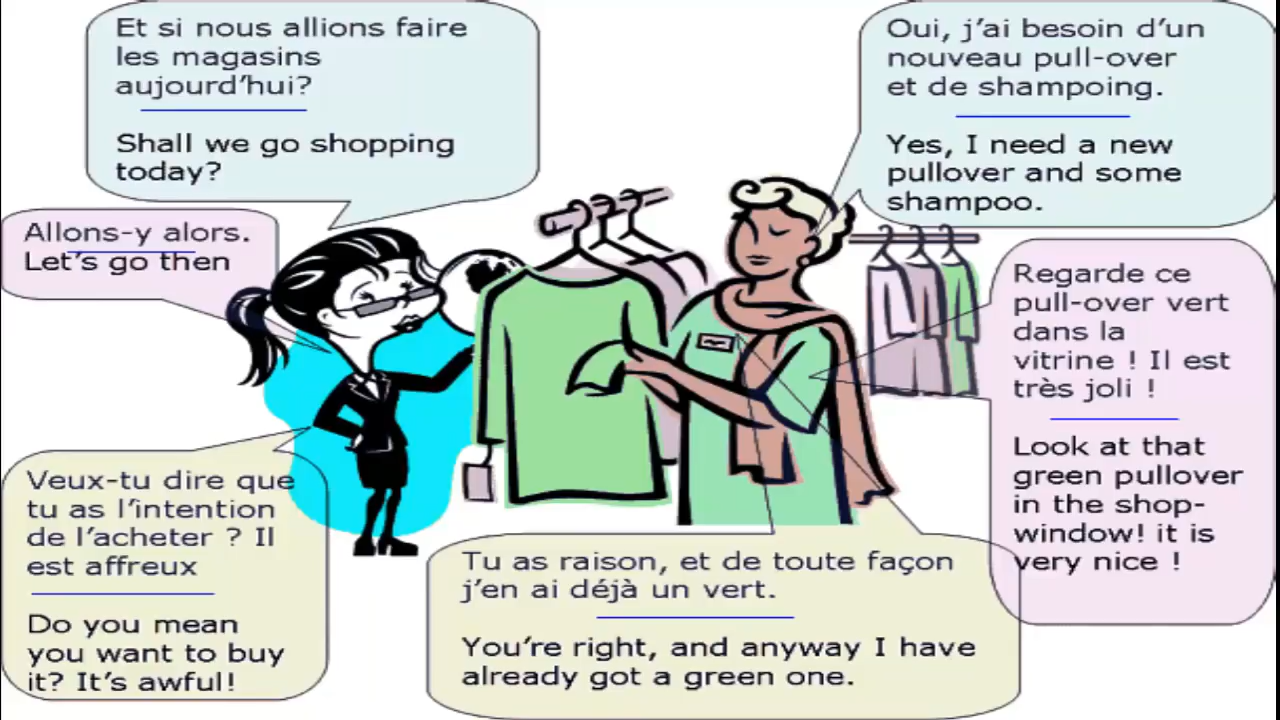 Et si nous allions faire
les magasins
aujourd’hui?
Shall we go shopping
today?
Oui, j’ai besoin d’un
nouveau pull-over
et de shampoing.
Yes, I need a new
pullover and some
shampoo.
Allons-y alors.
Let’s go then
Regarde ce
pull-over vert
dans la
vitrine ! Il est
très joli !
Look at that
green pullover
in the shop-
window! it is
very nice !
Veux-tu dire que
tu as l’intention
de l’acheter ? Il
est affreux
Do you mean
you want to buy
it? It’s awful!
Tu as raison, et de toute façon
j’en ai déjà un vert.
You’re right, and anyway I have
already got a green one.